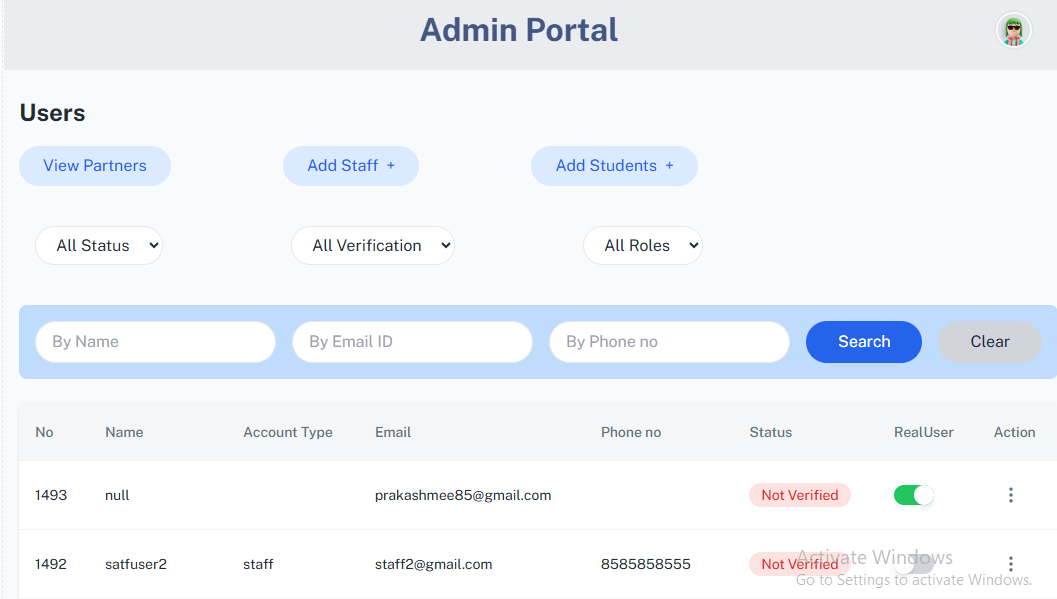 Admin Portal
Users
View Partners Add Staff + Add Students +
All Status All Verification All Roles
By Name By Email ID By Phone no Search Clear
No Name Account Type Email Phone no Status RealUser Action
1493 null prakashmee85@gmail.com Not Verified
1492 satfuser2 staff staff2@gmail.com 8585858555 Not Verified
Activate Windows
Go to Settings to activate Windows.